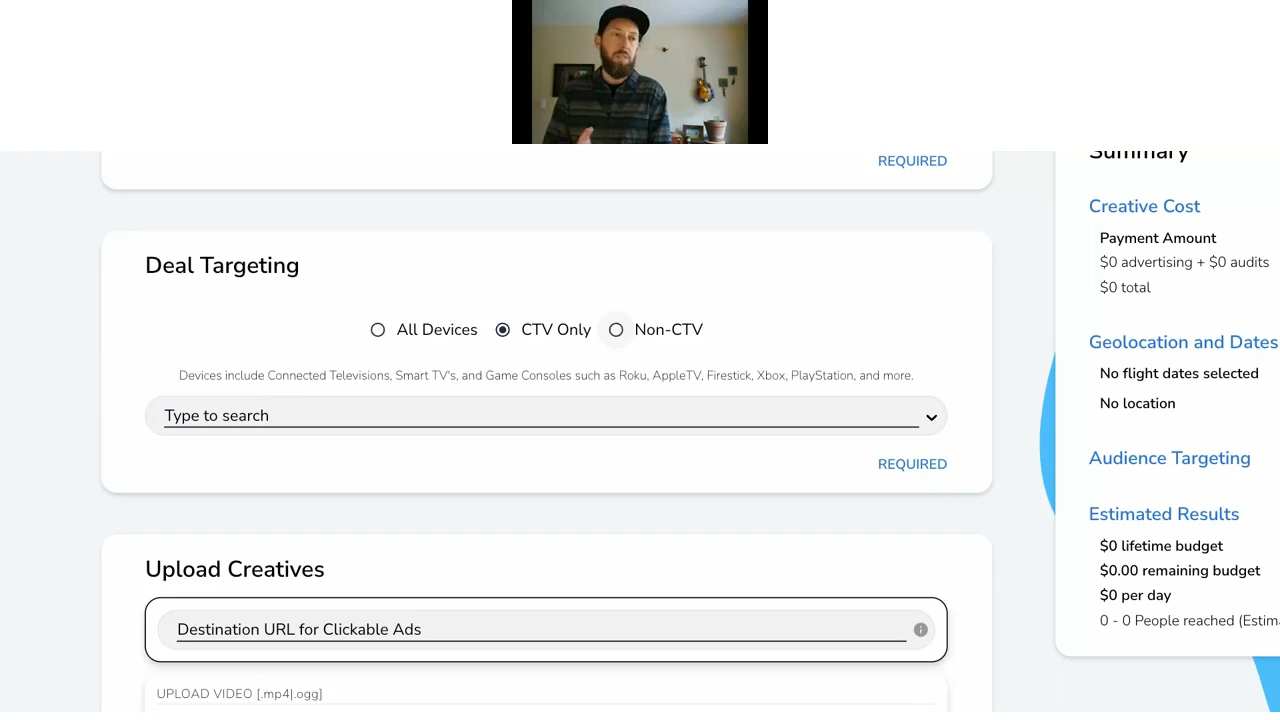 REQUIRED
Deal Targeting
All Devices
CTV Only
Non-CTV
Devices include Connected Televisions, Smart TV's, and Game Consoles such as Roku, AppleTV, Firestick, Xbox, PlayStation, and more.
Type to search
REQUIRED
Upload Creatives
Destination URL for Clickable Ads
UPLOAD VIDEO [.mp4|.ogg]
Summary
Creative Cost
Payment Amount
$0 advertising + $0 audits
$0 total
Geolocation and Dates
No flight dates selected
No location
Audience Targeting
Estimated Results
$0 lifetime budget
$0.00 remaining budget
$0 per day
0 - 0 People reached (Estim